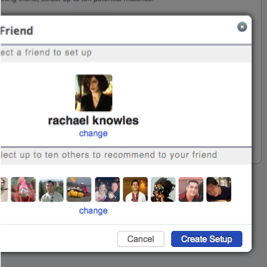 Friend
ect a friend to set up
rachael knowles
change
lect up to ten others to recommend to your friend
change
Cancel
Create Setup